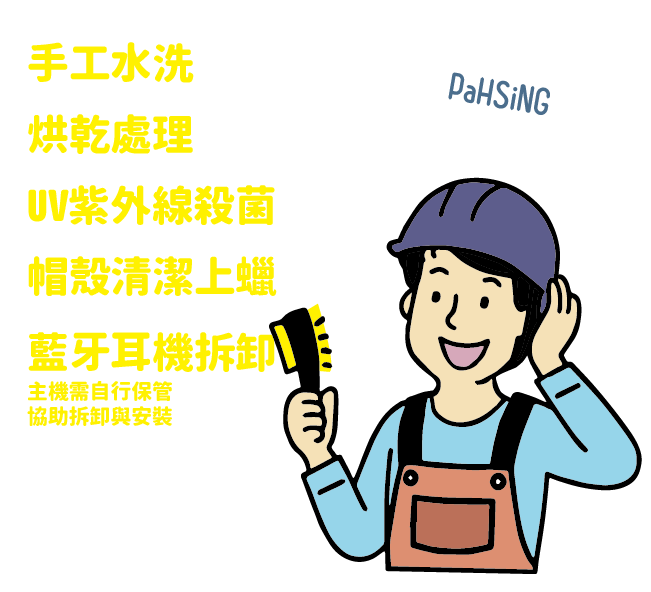 手工水洗
PaHSiNG
烘乾處理
UV紫外線殺菌
帽殼清潔上蠟
藍牙耳機拆卸
主機需自行保管
協助拆卸與安裝